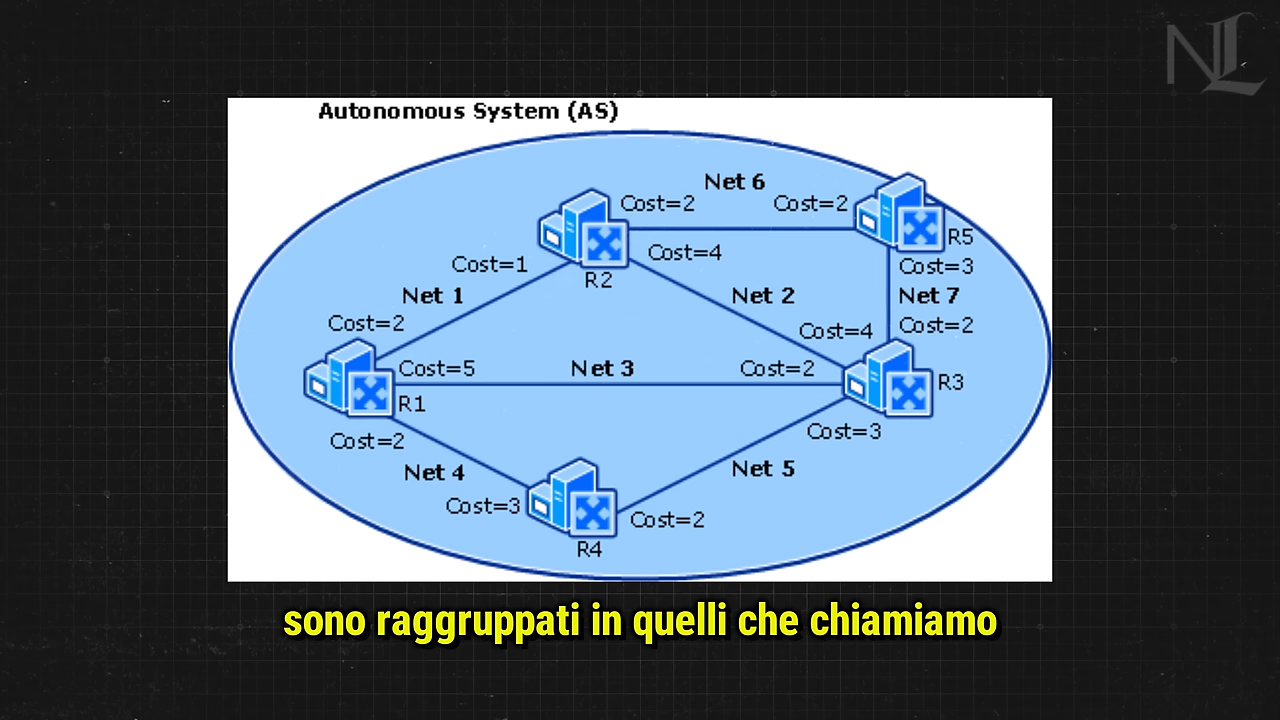 NL
Autonomous System (AS)
Net 6
Cost=2 Cost=2
R5
Cost=4
Cost=1
R2
Cost=3
Net 1
Net 2
Net 7
Cost=2
Cost=4
Cost=2
Cost=5
Net 3
Cost=2
R3
R1
Cost=2
Cost=3
Net 4
Net 5
Cost=3
Cost=2
R4
sono raggruppati in quelli che chiamiamo